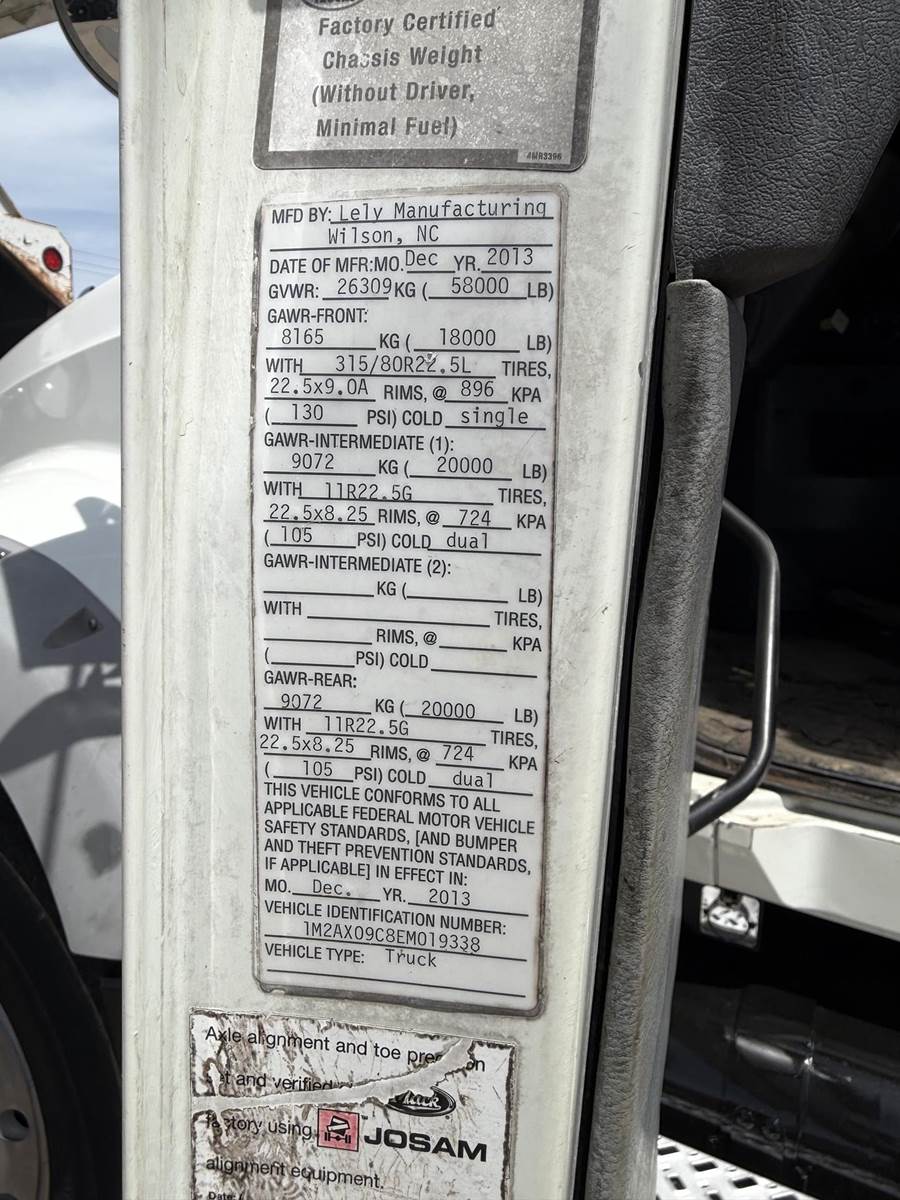 Factory Certified
Chassis Weight
(Without Driver,
Minimal Fuel)
4MR3396
MFD BY: Lely Manufacturing
Wilson, NC
DATE OF MFR:MO. Dec YR. 2013
GVWR: 26309 KG ( 58000 LB)
GAWR-FRONT:
8165 KG ( 18000 LB)
WITH 315/80R22.5L TIRES,
22.5x9.0A RIMS, @ 896 KPA
( 130 PSI) COLD single
GAWR-INTERMEDIATE (1):
9072 KG ( 20000 LB)
WITH 11R22.5G TIRES,
22.5x8.25 RIMS, @ 724 KPA
( 105 PSI) COLD dual
GAWR-INTERMEDIATE (2):
KG ( LB)
WITH TIRES,
RIMS, @ KPA
( PSI) COLD
GAWR-REAR:
9072 KG ( 20000 LB)
WITH 11R22.5G TIRES,
22.5x8.25 RIMS, @ 724 KPA
( 105 PSI) COLD dual
THIS VEHICLE CONFORMS TO ALL
APPLICABLE FEDERAL MOTOR VEHICLE
SAFETY STANDARDS, [AND BUMPER
AND THEFT PREVENTION STANDARDS,
IF APPLICABLE] IN EFFECT IN:
MO. Dec. YR. 2013
VEHICLE IDENTIFICATION NUMBER:
1M2AX09C8EM019338
VEHICLE TYPE: Truck
Axle alignment and toe
and verified
factory using JOSAM
alignment equipment.